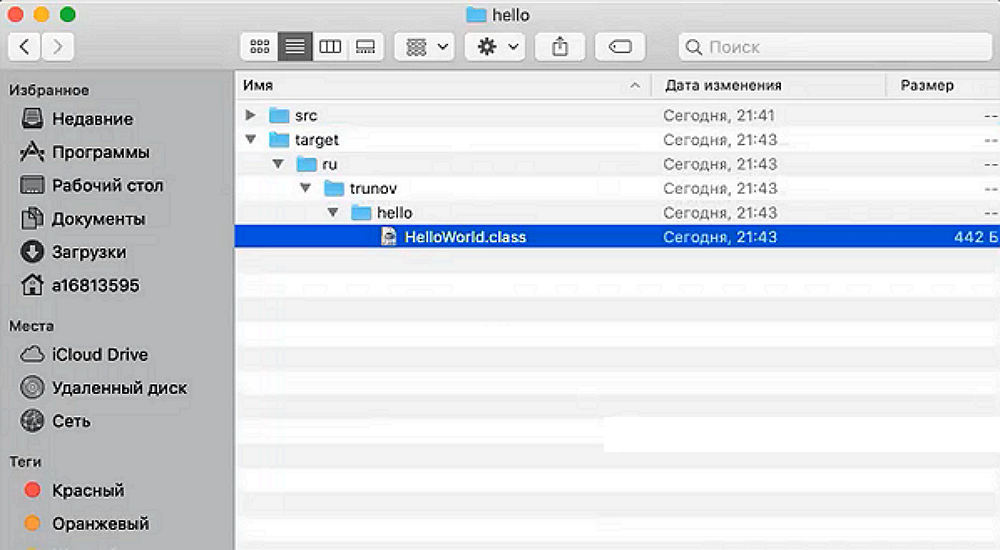 hello
Поиск
Избранное
Недавние
Программы
Рабочий стол
Документы
Загрузки
a16813595
Места
iCloud Drive
Удаленный диск
Сеть
Теги
Красный
Оранжевый
Имя Дата изменения Размер
src Сегодня, 21:41 --
target Сегодня, 21:43 --
ru Сегодня, 21:43 --
trunov Сегодня, 21:43 --
hello Сегодня, 21:43 --
HelloWorld.class Сегодня, 21:43 442 Б